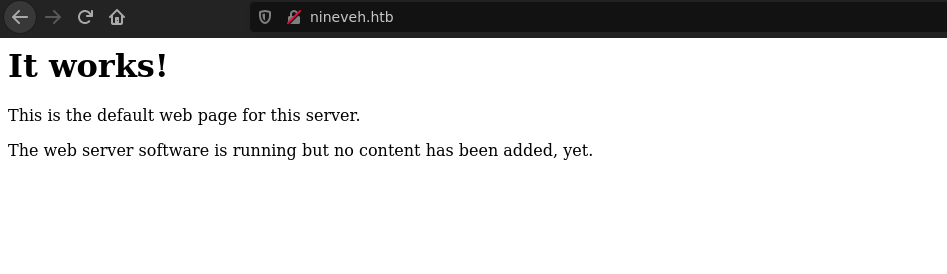 nineveh.htb
It works!
This is the default web page for this server.
The web server software is running but no content has been added, yet.